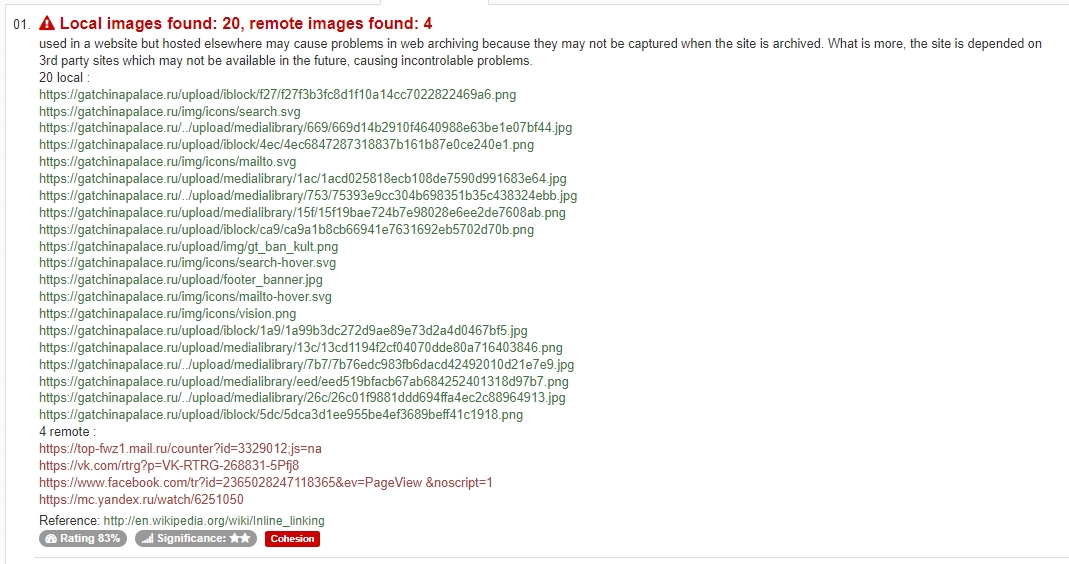 01. Local images found: 20, remote images found: 4
used in a website but hosted elsewhere may cause problems in web archiving because they may not be captured when the site is archived. What is more, the site is depended on
3rd party sites which may not be available in the future, causing incontrolable problems.
20 local :
https://gatchinapalace.ru/upload/iblock/f27/f27f3b3fc8d1f10a14cc7022822469a6.png
https://gatchinapalace.ru/img/icons/search.svg
https://gatchinapalace.ru/../upload/medialibrary/669/669d14b2910f4640988e63be1e07bf44.jpg
https://gatchinapalace.ru/upload/iblock/4ec/4ec6847287318837b161b87e0ce240e1.png
https://gatchinapalace.ru/img/icons/mailto.svg
https://gatchinapalace.ru/upload/medialibrary/1ac/1acd025818ecb108de7590d991683e64.jpg
https://gatchinapalace.ru/../upload/medialibrary/753/75393e9cc304b698351b35c438324ebb.jpg
https://gatchinapalace.ru/upload/medialibrary/15f/15f19bae724b7e98028e6ee2de7608ab.png
https://gatchinapalace.ru/upload/iblock/ca9/ca9a1b8cb66941e7631692eb5702d70b.png
https://gatchinapalace.ru/upload/img/gt_ban_kult.png
https://gatchinapalace.ru/img/icons/search-hover.svg
https://gatchinapalace.ru/upload/footer_banner.jpg
https://gatchinapalace.ru/img/icons/mailto-hover.svg
https://gatchinapalace.ru/img/icons/vision.png
https://gatchinapalace.ru/upload/iblock/1a9/1a99b3dc272d9ae89e73d2a4d0467bf5.jpg
https://gatchinapalace.ru/upload/medialibrary/13c/13cd1194f2cf04070dde80a716403846.png
https://gatchinapalace.ru/../upload/medialibrary/7b7/7b76edc983fb6dacd42492010d21e7e9.jpg
https://gatchinapalace.ru/upload/medialibrary/eed/eed519bfacb67ab684252401318d97b7.png
https://gatchinapalace.ru/../upload/medialibrary/26c/26c01f9881ddd694ffa4ec2c88964913.jpg
https://gatchinapalace.ru/upload/iblock/5dc/5dca3d1ee955be4ef3689beff41c1918.png
4 remote :
https://top-fwz1.mail.ru/counter?id=3329012;js=na
https://vk.com/rtrg?p=VK-RTRG-268831-5Pfj8
https://www.facebook.com/tr?id=2365028247118365&ev=PageView &noscript=1
https://mc.yandex.ru/watch/6251050
Reference: http://en.wikipedia.org/wiki/Inline_linking
Rating 83% Significance: ★★ Cohesion